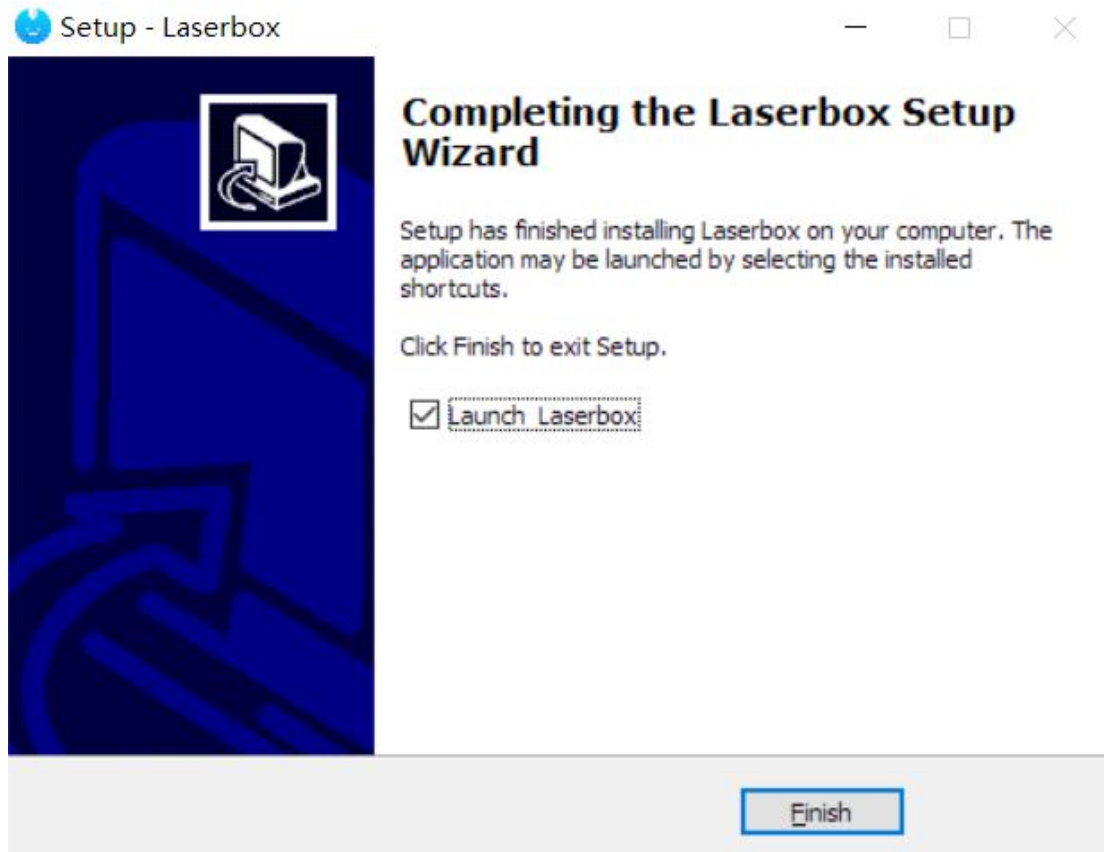 Setup - Laserbox
Completing the Laserbox Setup
Wizard
Setup has finished installing Laserbox on your computer. The
application may be launched by selecting the installed
shortcuts.
Click Finish to exit Setup.
Launch Laserbox
Finish